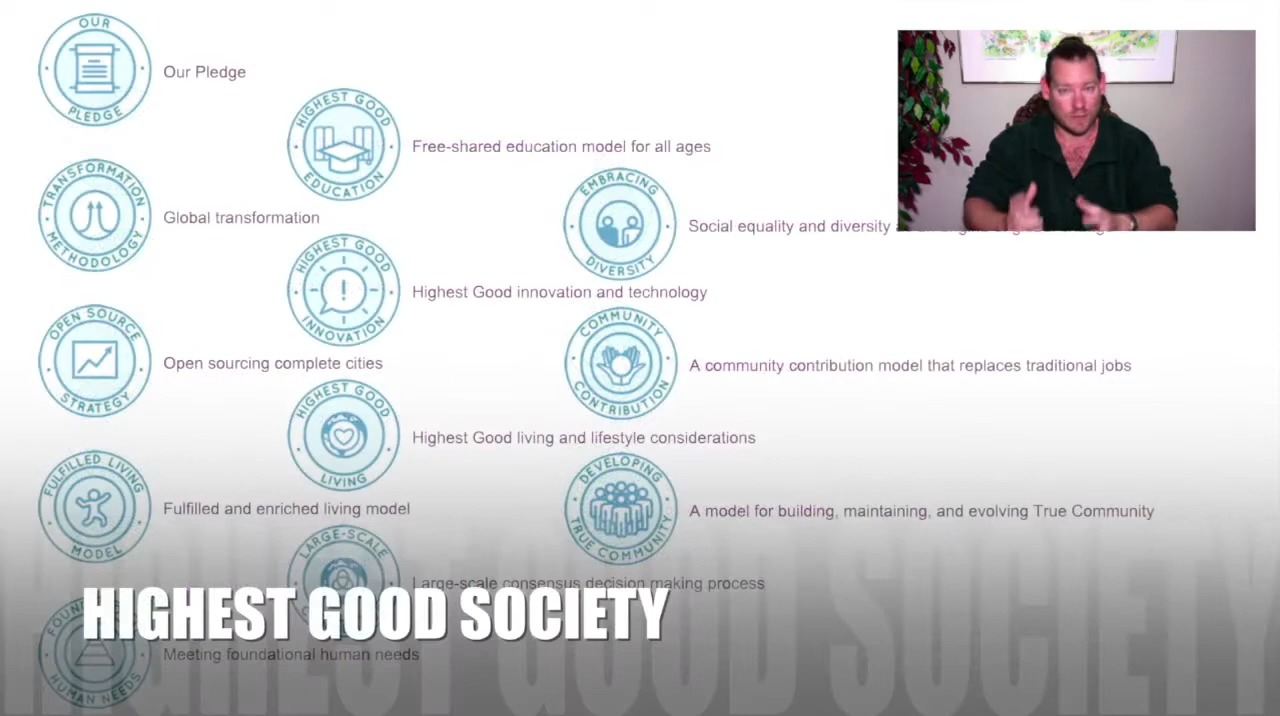 OUR
PLEDGE
Our Pledge
HIGHEST GOOD
EDUCATION
Free-shared education model for all ages
TRANSFORMATION
METHODOLOGY
Global transformation
EMBRACING
DIVERSITY
Social equality and diversity
HIGHEST GOOD
INNOVATION
Highest Good innovation and technology
OPEN SOURCE
STRATEGY
Open sourcing complete cities
COMMUNITY
CONTRIBUTION
A community contribution model that replaces traditional jobs
HIGHEST GOOD
LIVING
Highest Good living and lifestyle considerations
FULFILLED LIVING
MODEL
Fulfilled and enriched living model
DEVELOPING
TRUE COMMUNITY
A model for building, maintaining, and evolving True Community
LARGE-SCALE
Large-scale consensus decision making process
HIGHEST GOOD SOCIETY
HUMAN NEEDS
Meeting foundational human needs
HIGHEST GOOD SOCIETY